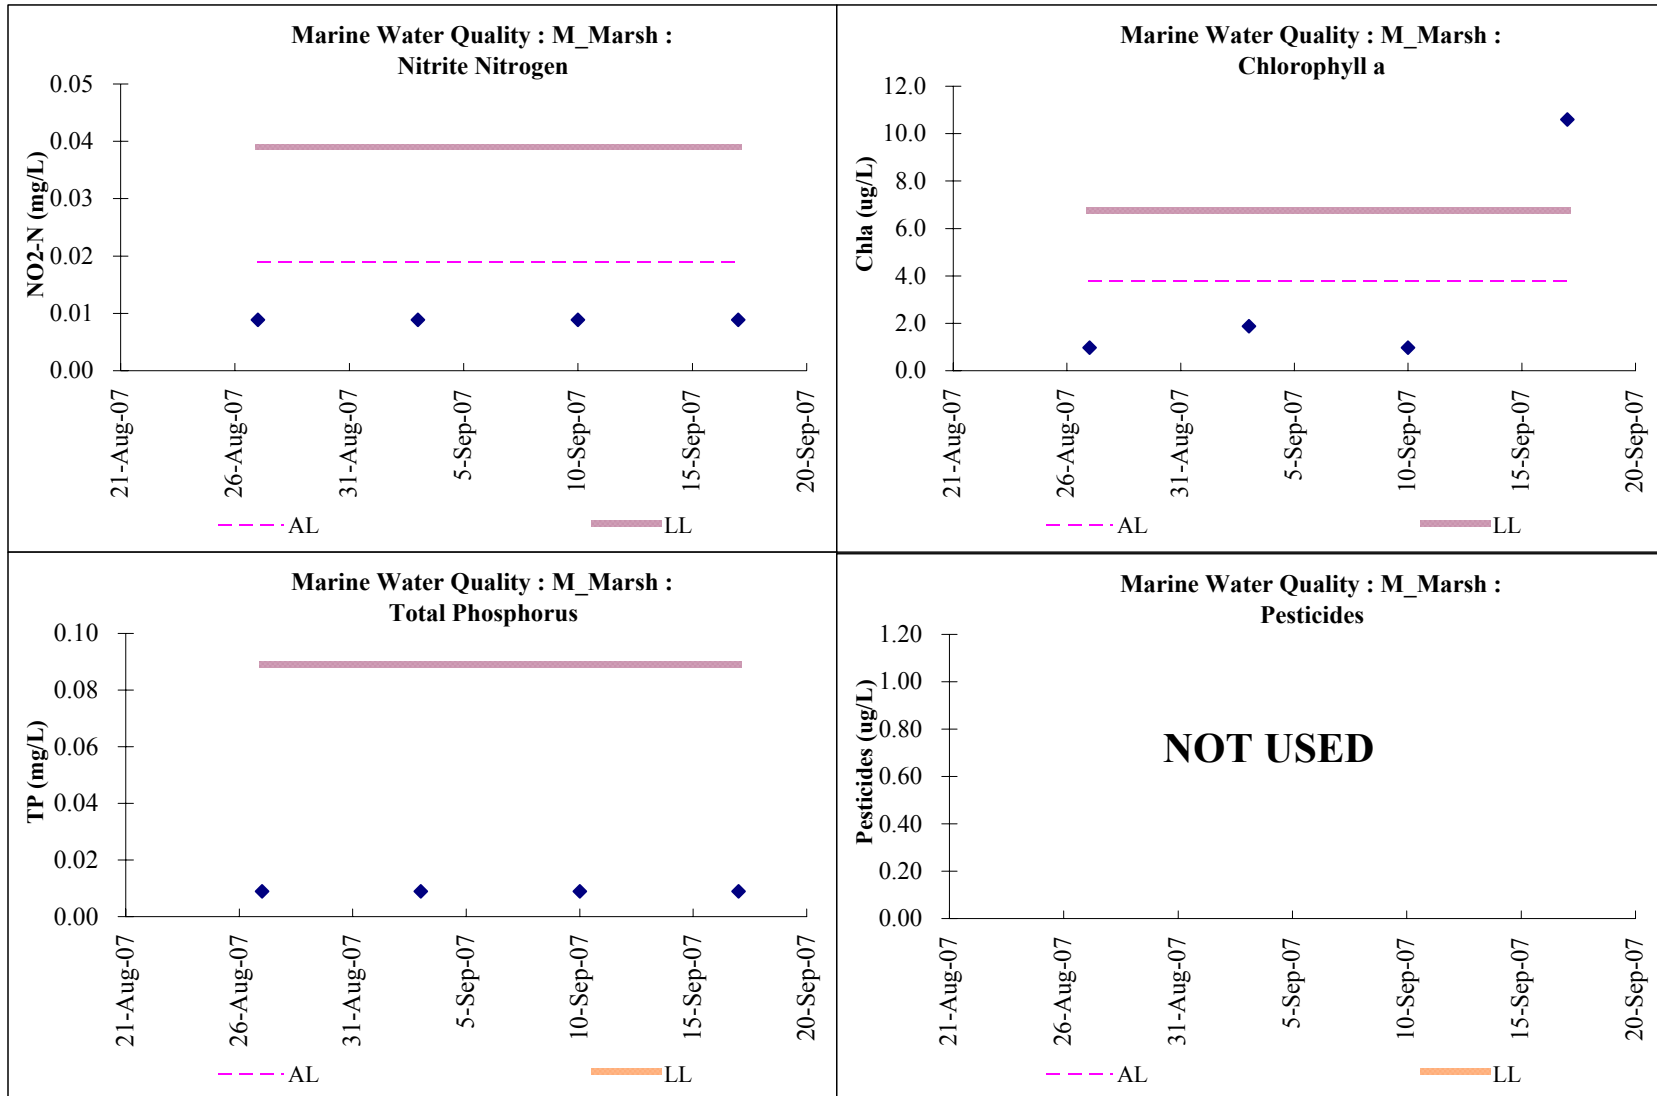 Marine Water Quality : M_Marsh :
Nitrite Nitrogen
NO2-N (mg/L)
0.05
0.04
0.03
0.02
0.01
0.00
21-Aug-07
26-Aug-07
31-Aug-07
5-Sep-07
10-Sep-07
15-Sep-07
20-Sep-07
AL
LL
Marine Water Quality : M_Marsh :
Chlorophyll a
Chla (ug/L)
12.0
10.0
8.0
6.0
4.0
2.0
0.0
21-Aug-07
26-Aug-07
31-Aug-07
5-Sep-07
10-Sep-07
15-Sep-07
20-Sep-07
AL
LL
Marine Water Quality : M_Marsh :
Total Phosphorus
TP (mg/L)
0.10
0.08
0.06
0.04
0.02
0.00
21-Aug-07
26-Aug-07
31-Aug-07
5-Sep-07
10-Sep-07
15-Sep-07
20-Sep-07
AL
LL
Marine Water Quality : M_Marsh :
Pesticides
Pesticides (ug/L)
1.20
1.00
0.80
0.60
0.40
0.20
0.00
NOT USED
21-Aug-07
26-Aug-07
31-Aug-07
5-Sep-07
10-Sep-07
15-Sep-07
20-Sep-07
AL
LL